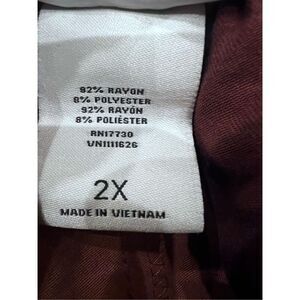 92% RAYON
8% POLYESTER
92% RAYÓN
8% POLIÉSTER
RN17730
VN1111626
2X
MADE IN VIETNAM